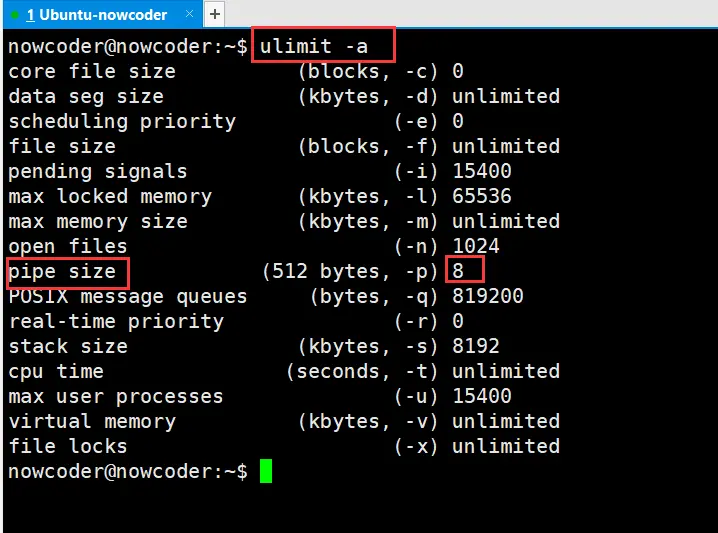 1 Ubuntu-nowcoder × +
nowcoder@nowcoder:~$ ulimit -a
core file size (blocks, -c) 0
data seg size (kbytes, -d) unlimited
scheduling priority (-e) 0
file size (blocks, -f) unlimited
pending signals (-i) 15400
max locked memory (kbytes, -l) 65536
max memory size (kbytes, -m) unlimited
open files (-n) 1024
pipe size (512 bytes, -p) 8
POSIX message queues (bytes, -q) 819200
real-time priority (-r) 0
stack size (kbytes, -s) 8192
cpu time (seconds, -t) unlimited
max user processes (-u) 15400
virtual memory (kbytes, -v) unlimited
file locks (-x) unlimited
nowcoder@nowcoder:~$